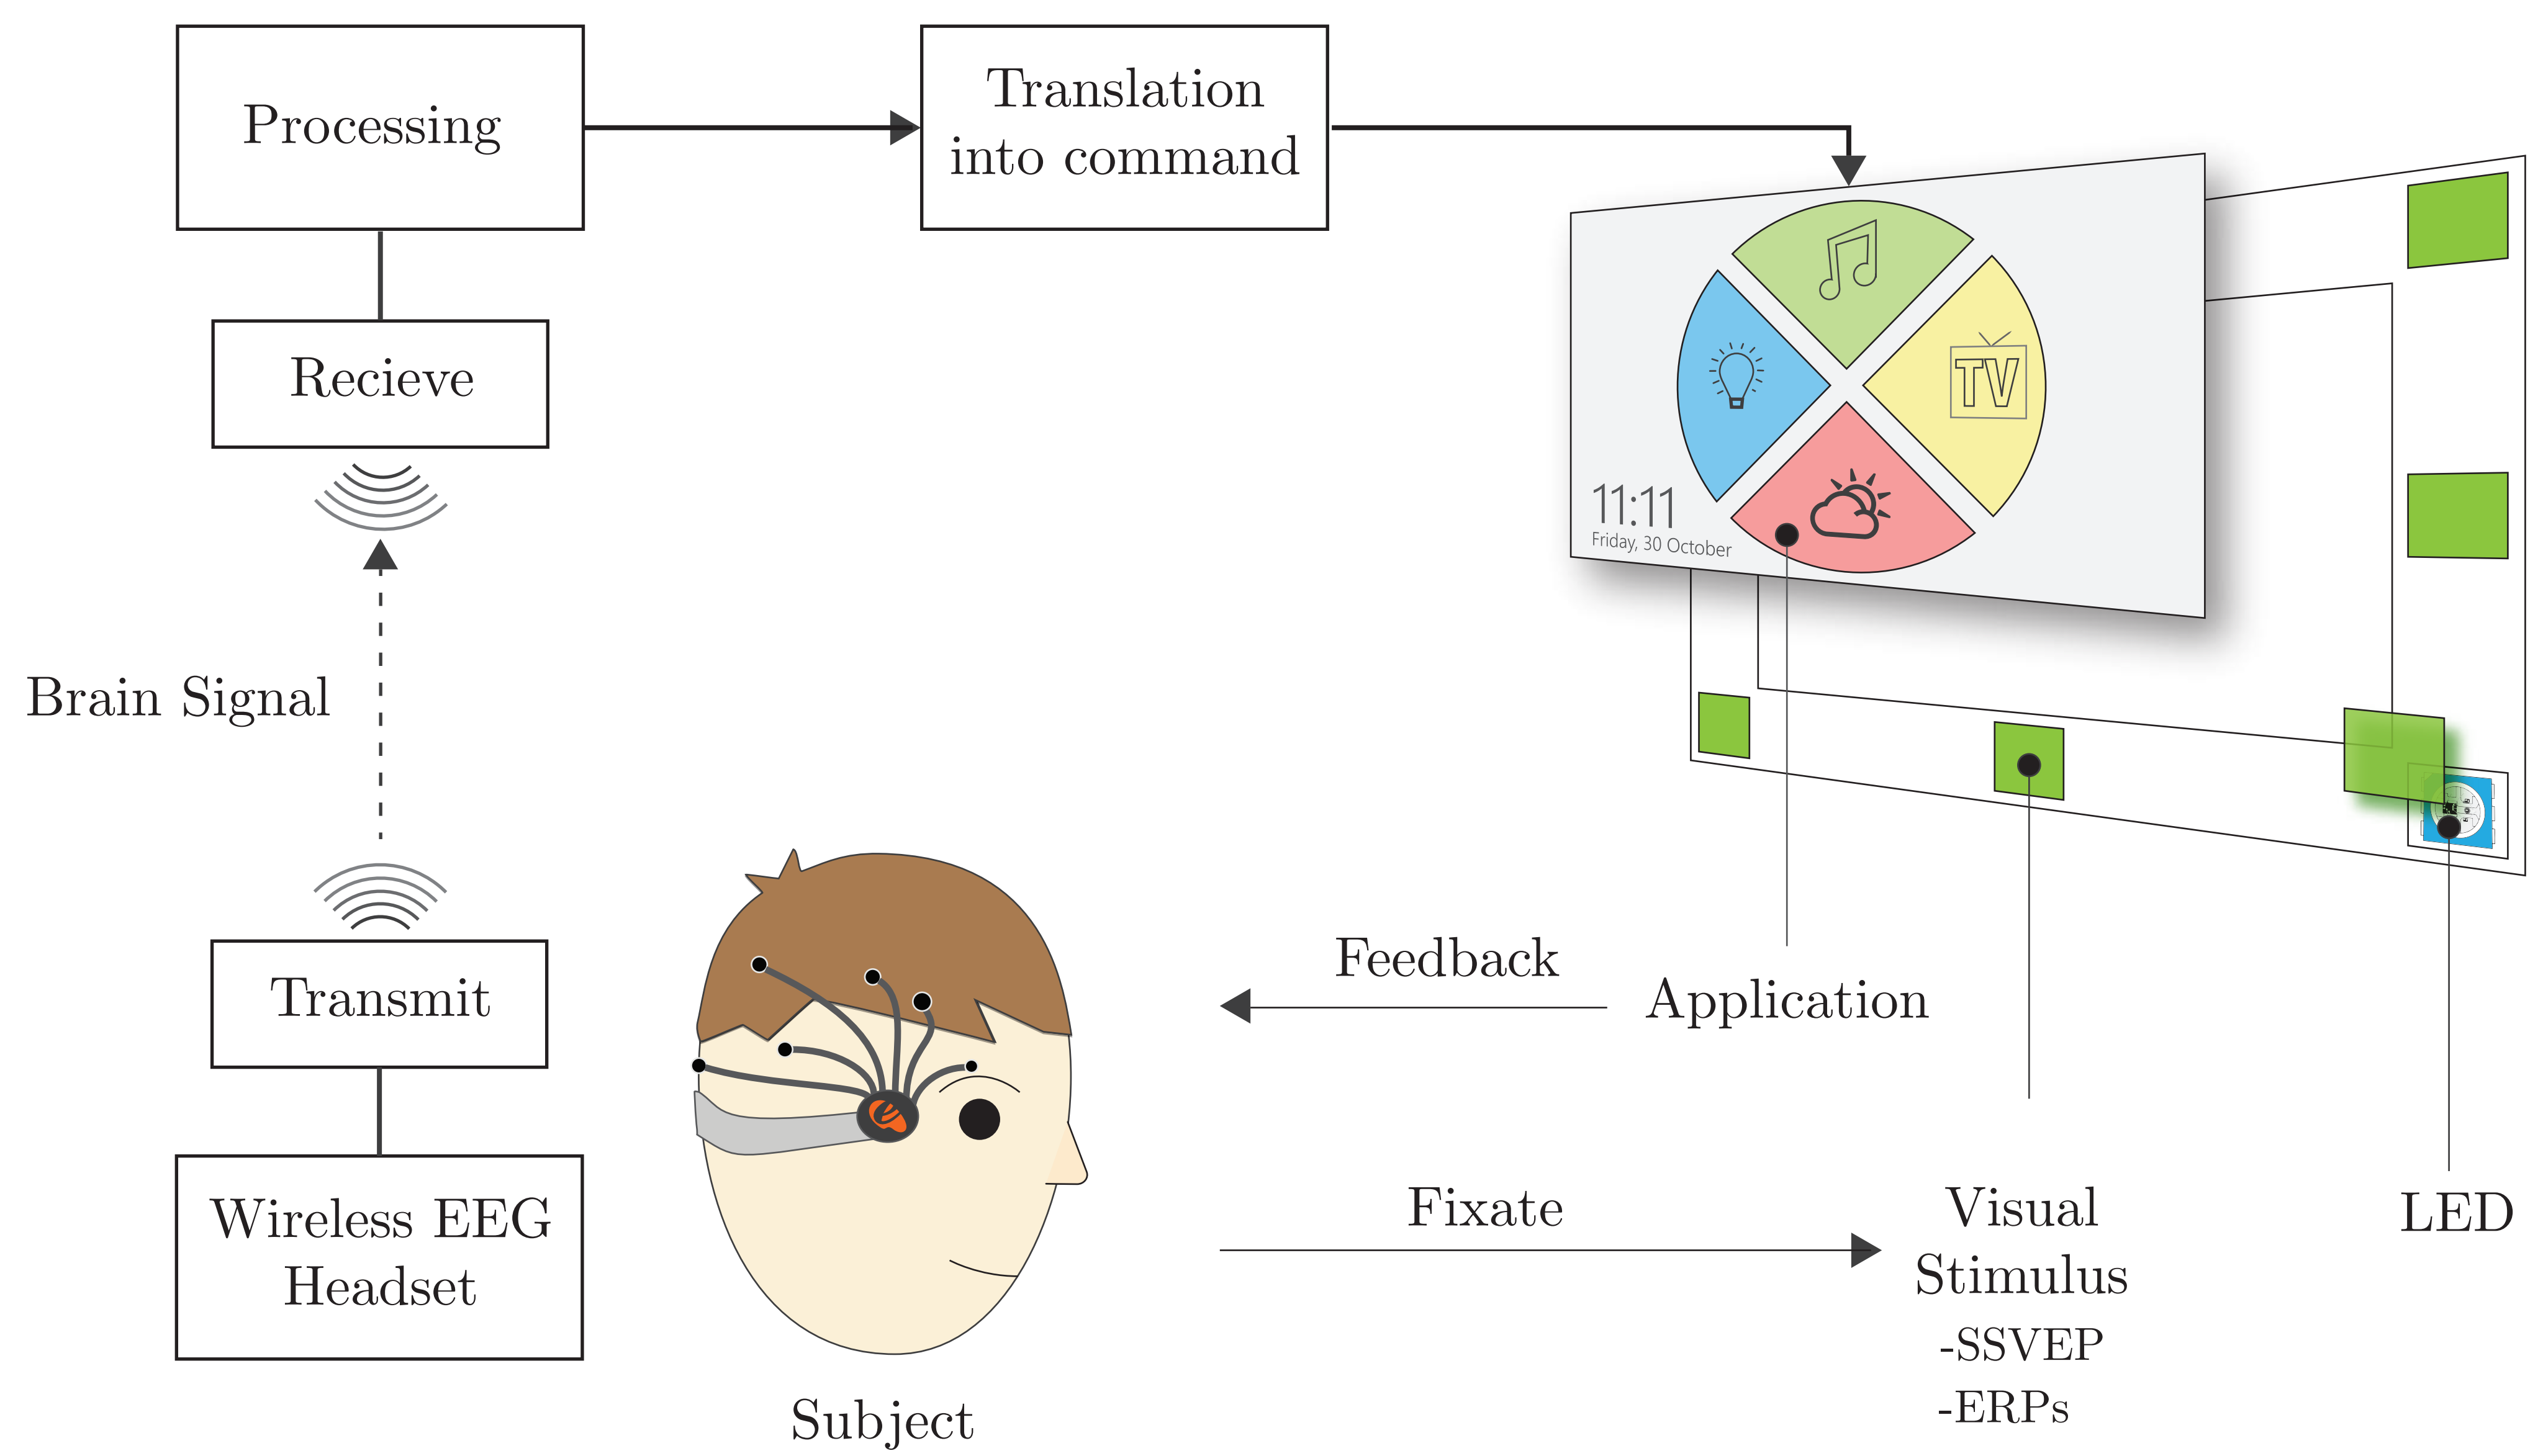 Processing
Translation
into command
Recieve
TV
11:11
Friday, 30 October
Brain Signal
Transmit
Feedback
Application
Wireless EEG
Headset
Fixate
Visual
Stimulus
-SSVEP
-ERPs
LED
Subject